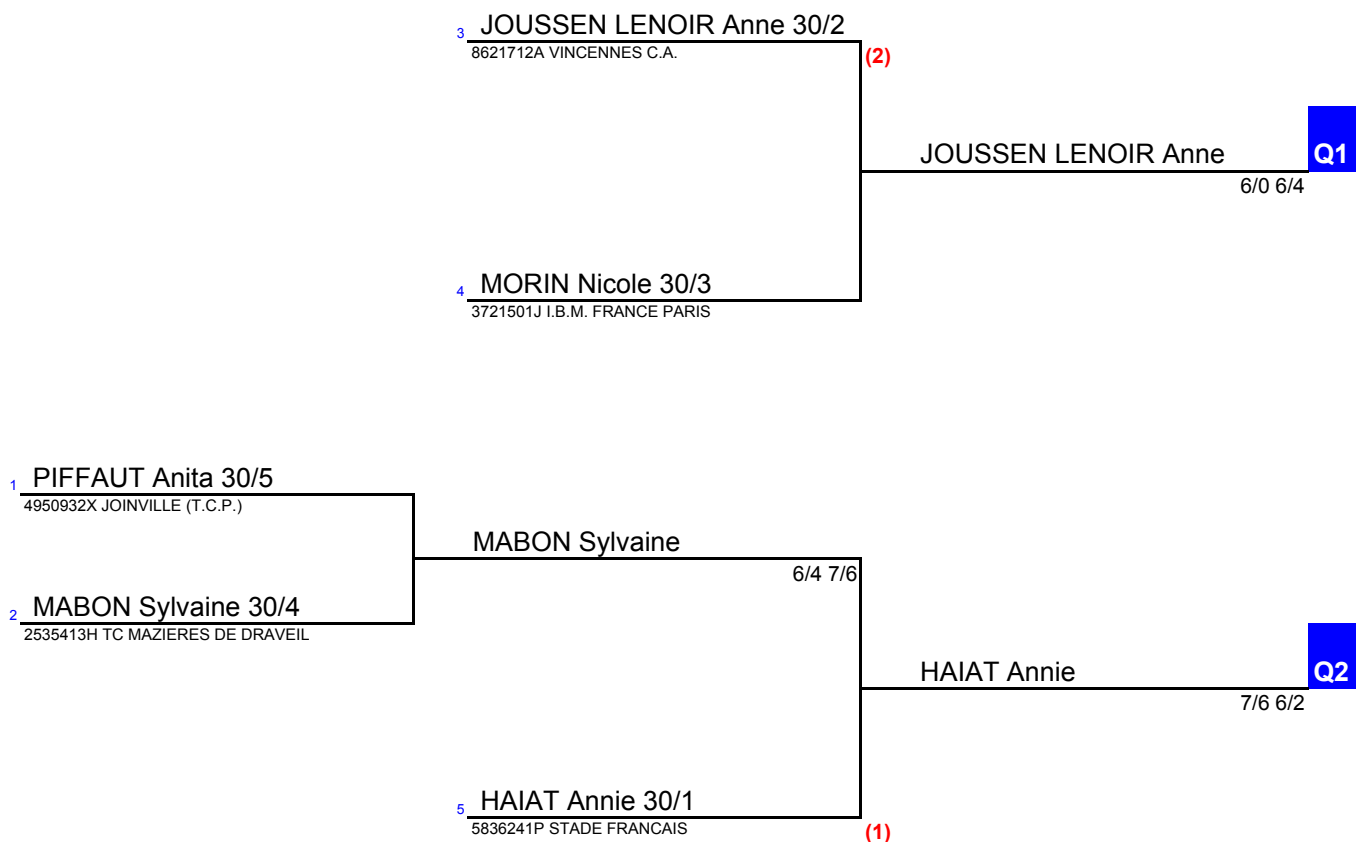 3 JOUSSEN LENOIR Anne 30/2
8621712A VINCENNES C.A.
(2)
JOUSSEN LENOIR Anne
Q1
6/0 6/4
4 MORIN Nicole 30/3
3721501J I.B.M. FRANCE PARIS
1 PIFFAUT Anita 30/5
4950932X JOINVILLE (T.C.P.)
MABON Sylvaine
6/4 7/6
2 MABON Sylvaine 30/4
2535413H TC MAZIERES DE DRAVEIL
HAIAT Annie
Q2
7/6 6/2
5 HAIAT Annie 30/1
5836241P STADE FRANCAIS
(1)